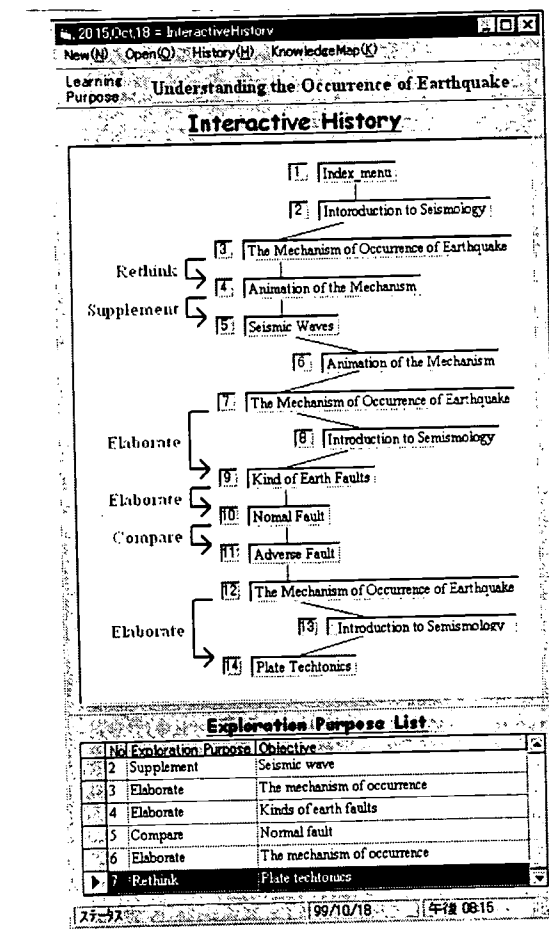 2015,Oct,18 = InteractiveHistory
New(N) Open(O) History(H) KnowledgeMap(K)
Learning Purpose Understanding the Occurrence of Earthquake
Interactive History
1 Index_menu
2 Intoroduction to Seismology
3 The Mechanism of Occurrence of Earthquake
Rethink
4 Animation of the Mechanism
Supplement
5 Seismic Waves
6 Animation of the Mechanism
7 The Mechanism of Occurrence of Earthquake
8 Introduction to Semismology
Elaborate
9 Kind of Earth Faults
Elaborate
10 Nomal Fault
Compare
11 Adverse Fault
12 The Mechanism of Occurrence of Earthquake
13 Introduction to Semismology
Elaborate
14 Plate Techtonics
Exploration Purpose List
No Exploration Purpose Objective
2 Supplement Seismic wave
3 Elaborate The mechanism of occurrence
4 Elaborate Kinds of earth faults
5 Compare Normal fault
6 Elaborate The mechanism of occurrence
7 Rethink Plate techtonics
ステータス 99/10/18 午後 08:15